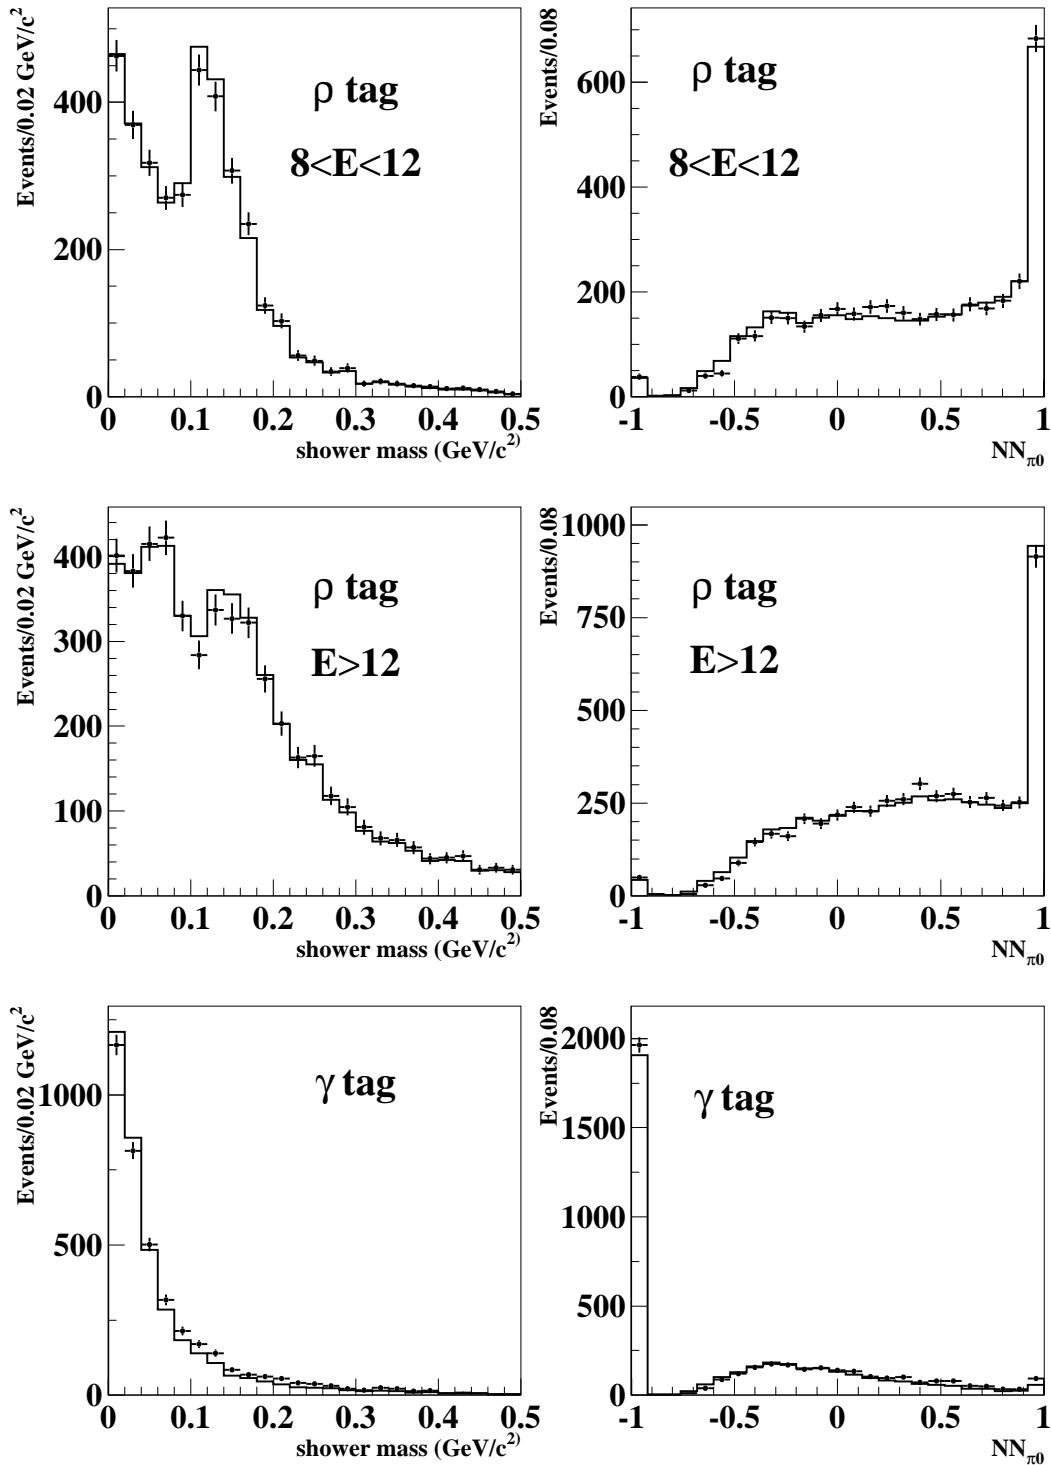 Events/0.02 GeV/c²
400
200
0
0 0.1 0.2 0.3 0.4 0.5
shower mass (GeV/c²)
ρ tag
8<E<12
Events/0.08
600
400
200
0
-1 -0.5 0 0.5 1
NNπ0
ρ tag
8<E<12
Events/0.02 GeV/c²
400
300
200
100
0
0 0.1 0.2 0.3 0.4 0.5
shower mass (GeV/c²)
ρ tag
E>12
Events/0.08
1000
750
500
250
0
-1 -0.5 0 0.5 1
NNπ0
ρ tag
E>12
Events/0.02 GeV/c²
1000
500
0
0 0.1 0.2 0.3 0.4 0.5
shower mass (GeV/c²)
γ tag
Events/0.08
2000
1500
1000
500
0
-1 -0.5 0 0.5 1
NNπ0
γ tag